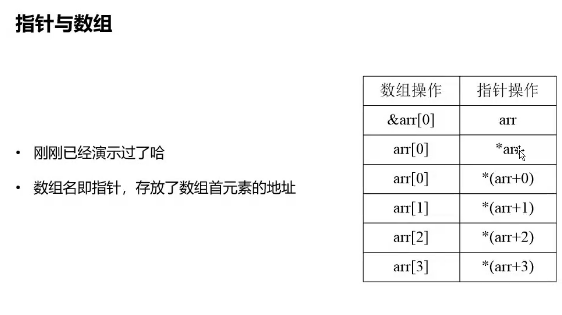 指针与数组
• 刚刚已经演示过了哈
• 数组名即指针，存放了数组首元素的地址
数组操作 指针操作
&arr[0] arr
arr[0] *arr
arr[0] *(arr+0)
arr[1] *(arr+1)
arr[2] *(arr+2)
arr[3] *(arr+3)